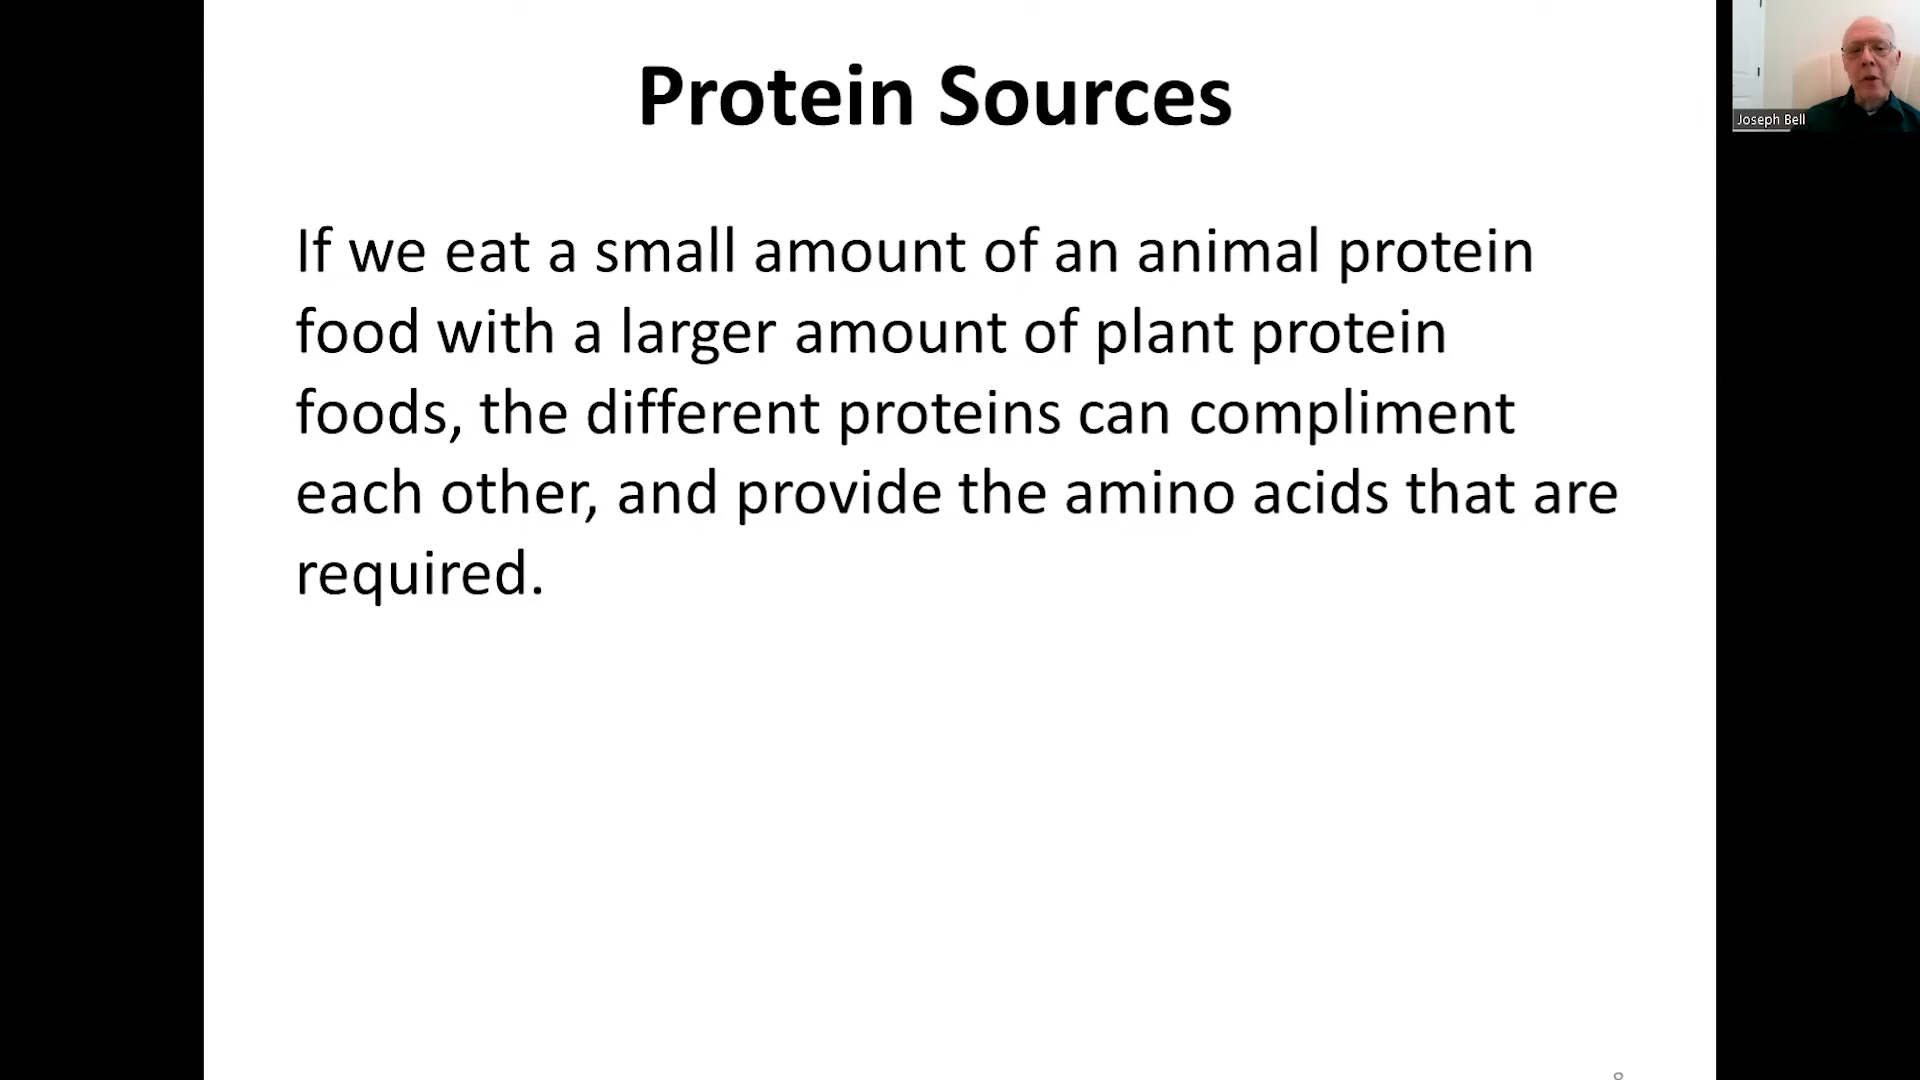 Protein Sources
Joseph Bell
If we eat a small amount of an animal protein
food with a larger amount of plant protein
foods, the different proteins can compliment
each other, and provide the amino acids that are
required.
8